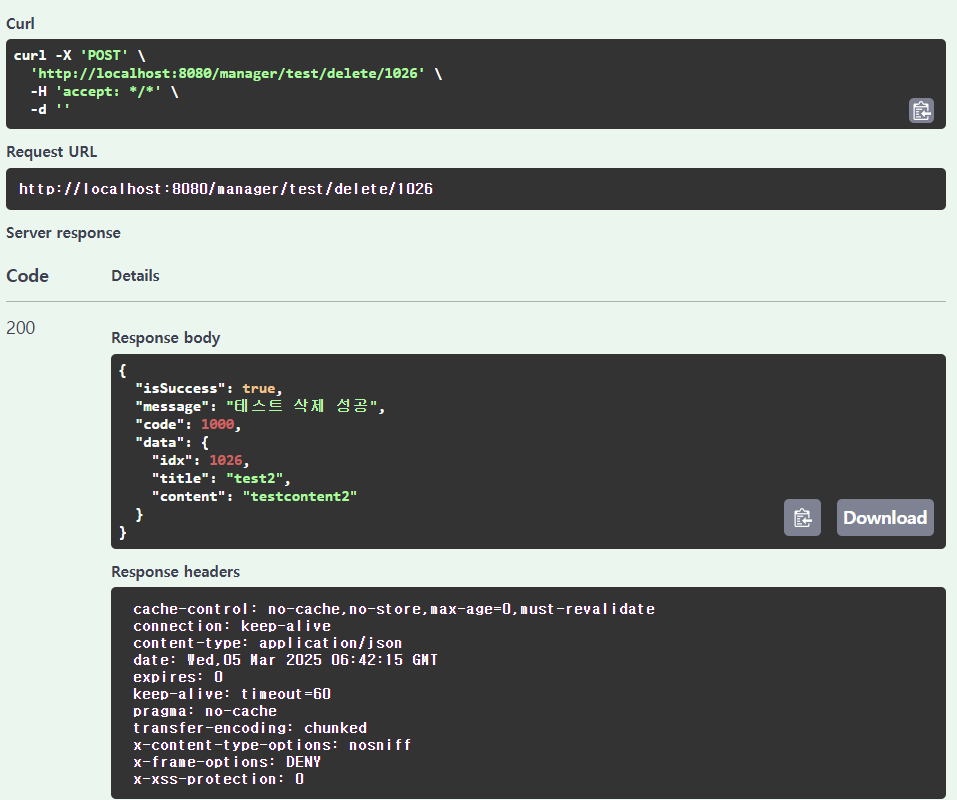 Curl
curl -X 'POST' \
'http://localhost:8080/manager/test/delete/1026' \
-H 'accept: */*' \
-d ''
Request URL
http://localhost:8080/manager/test/delete/1026
Server response
Code Details
200
Response body
{
"isSuccess": true,
"message": "테스트 삭제 성공",
"code": 1000,
"data": {
"idx": 1026,
"title": "test2",
"content": "testcontent2"
}
}
Download
Response headers
cache-control: no-cache,no-store,max-age=0,must-revalidate
connection: keep-alive
content-type: application/json
date: Wed,05 Mar 2025 06:42:15 GMT
expires: 0
keep-alive: timeout=60
pragma: no-cache
transfer-encoding: chunked
x-content-type-options: nosniff
x-frame-options: DENY
x-xss-protection: 0